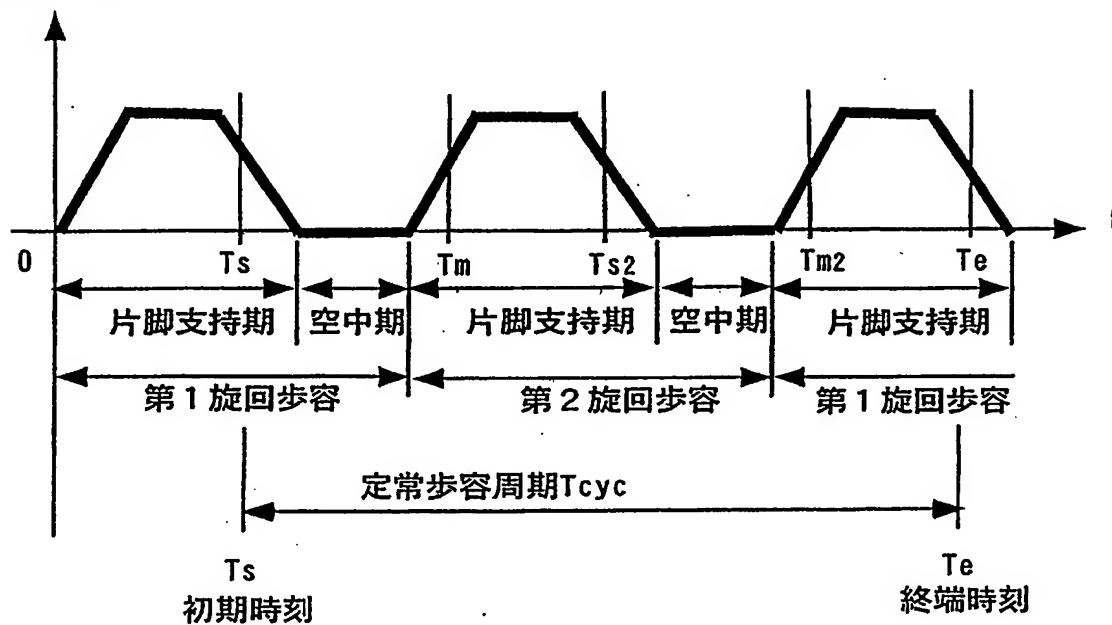 0 Ts Tm Ts2 Tm2 Te
片脚支持期 空中期 片脚支持期 空中期 片脚支持期
第1旋回歩容 第2旋回歩容 第1旋回歩容
定常歩容周期Tcyc
Ts Te
初期時刻 終端時刻